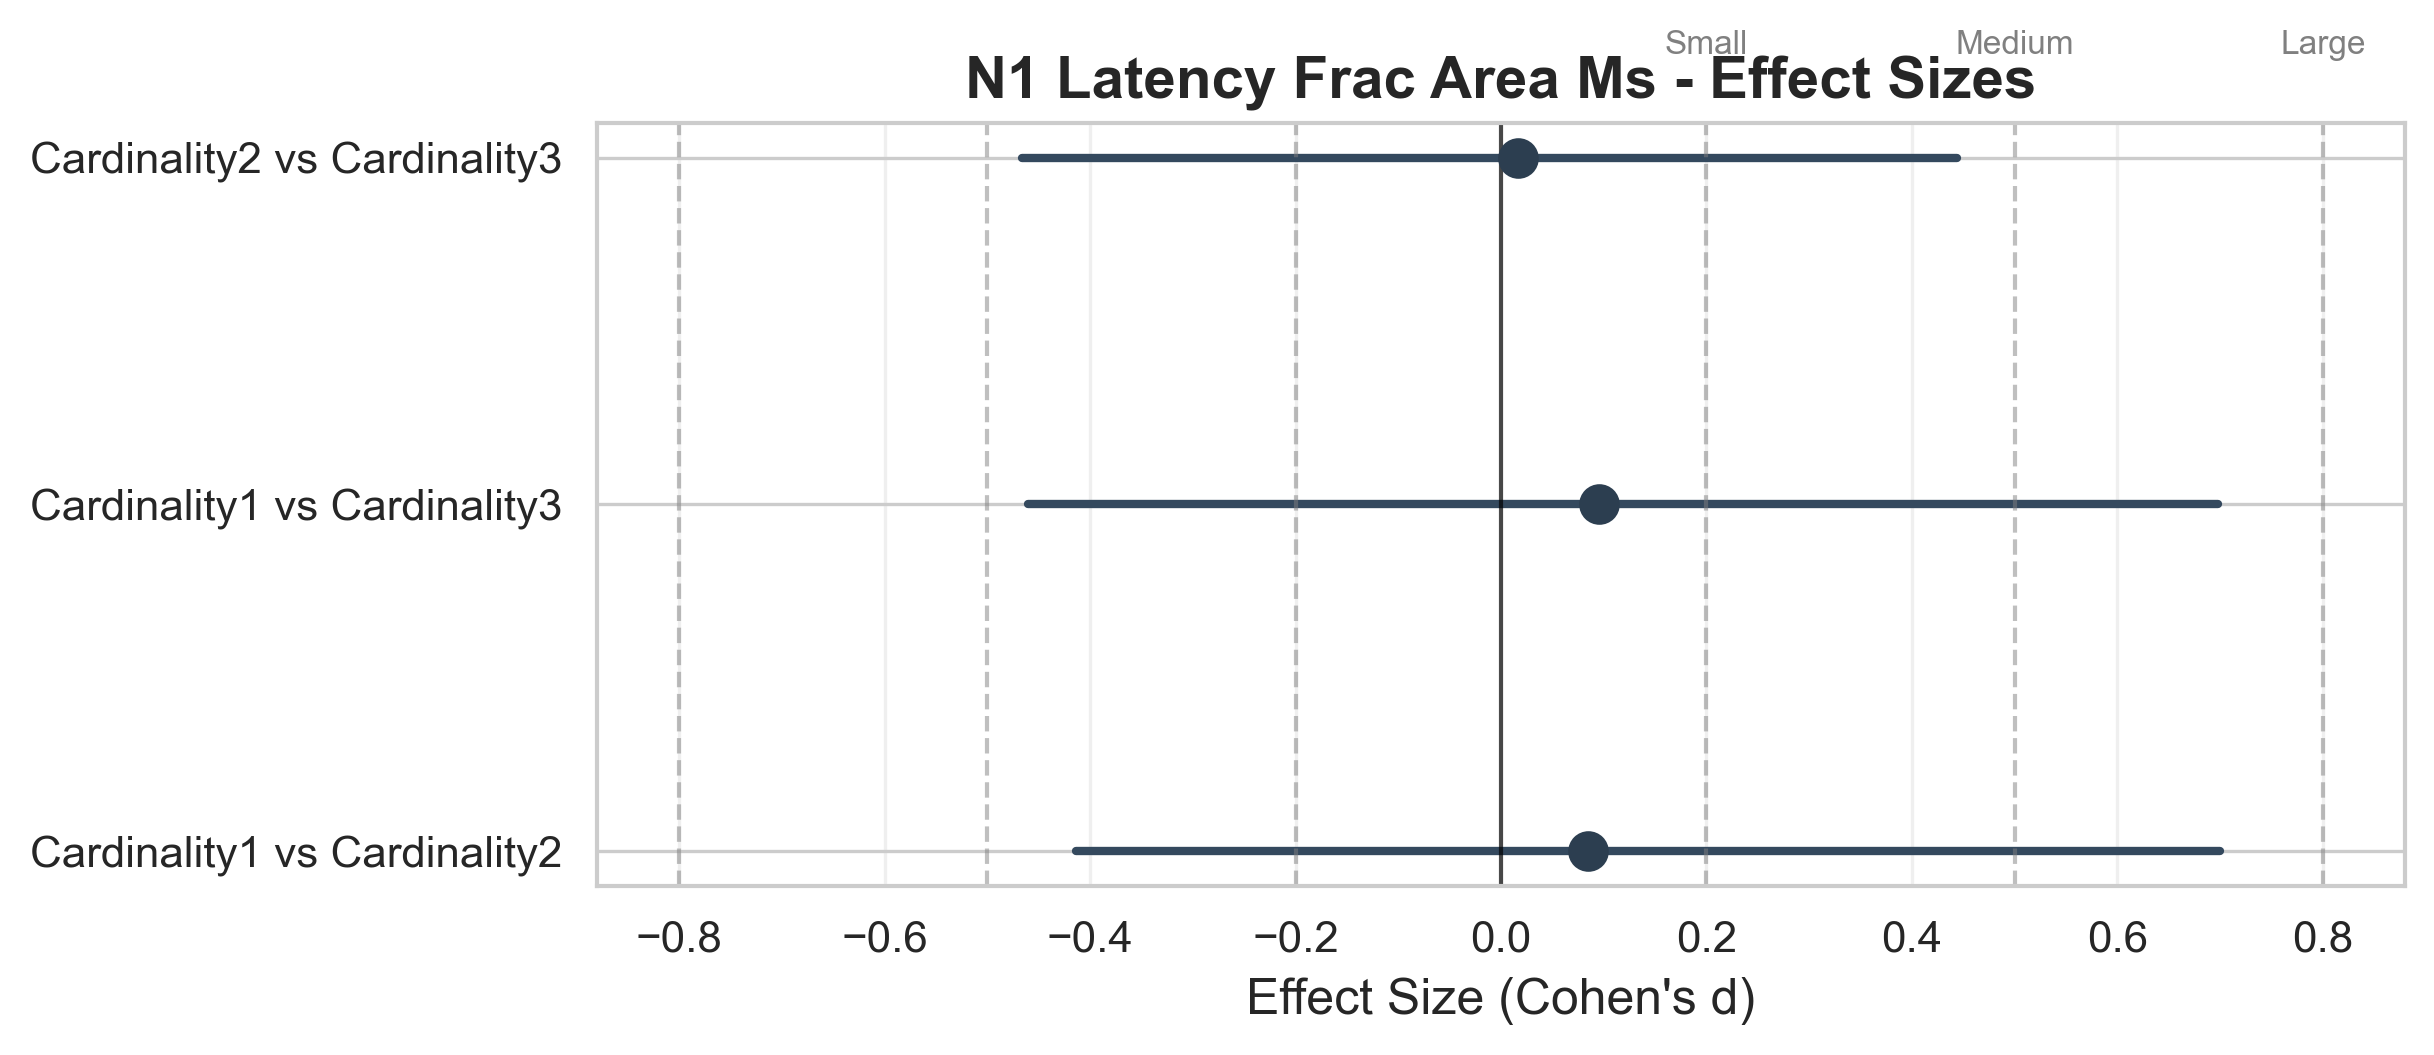 Small Medium Large
N1 Latency Frac Area Ms - Effect Sizes
Cardinality2 vs Cardinality3
Cardinality1 vs Cardinality3
Cardinality1 vs Cardinality2
−0.8 −0.6 −0.4 −0.2 0.0 0.2 0.4 0.6 0.8
Effect Size (Cohen's d)